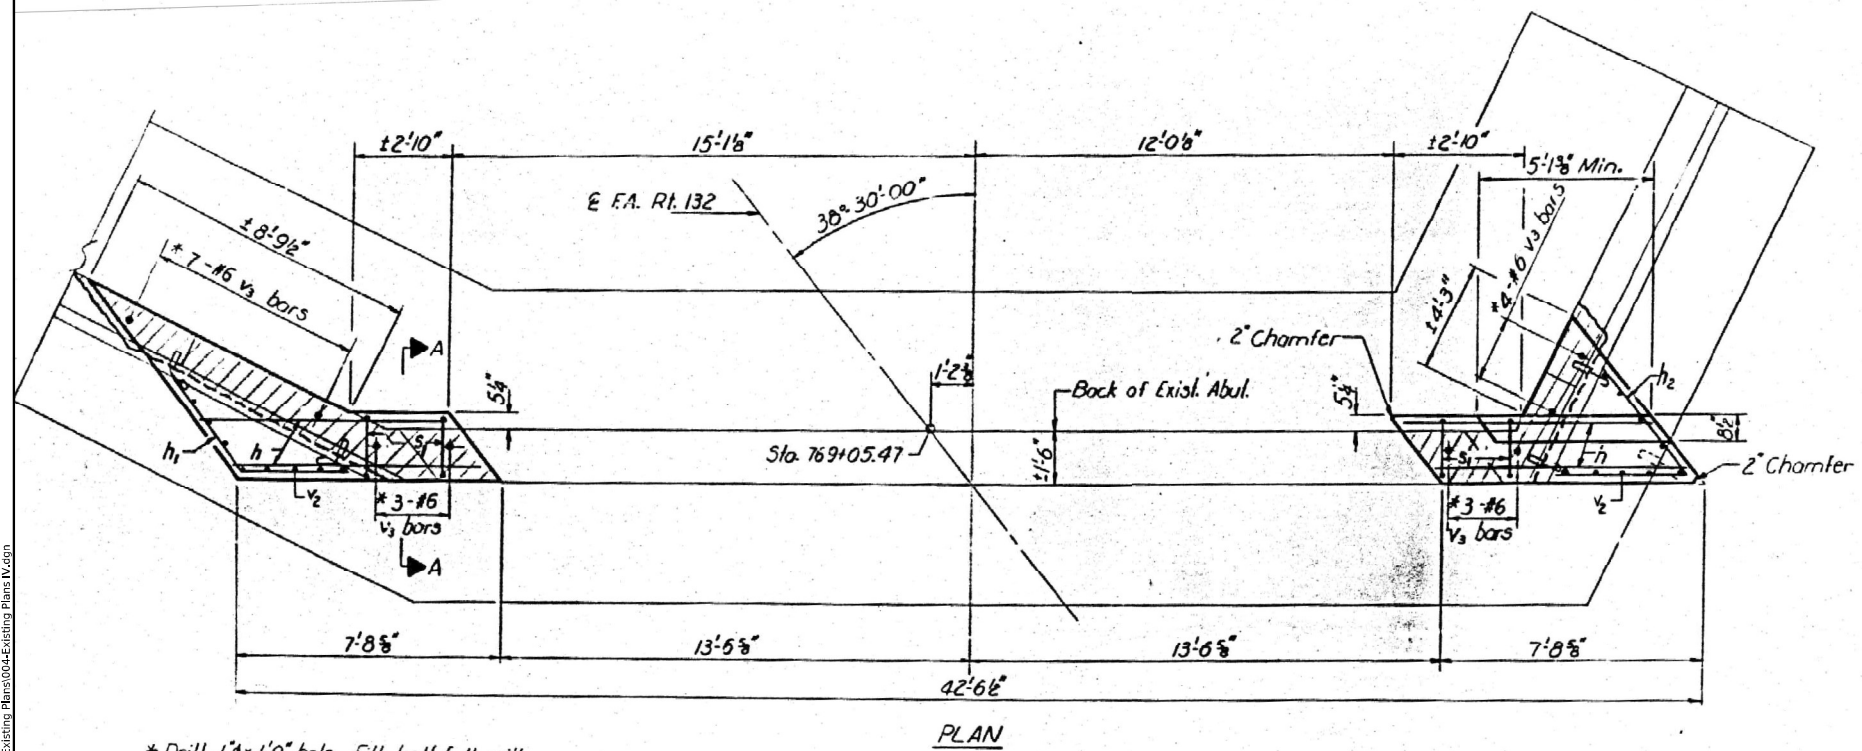 ±2'-10"
15'-1⅛"
12'-0⅛"
±2'-10"
5'-1⅜" Min.
℄ F.A. Rt. 132
38°-30'-00"
±8'-9½"
* 7-#6 v3 bars
±4'-3"
*4-#6 v3 bars
A
2" Chamfer
5¼"
1'-2⅜"
Back of Exist. Abut.
5¼"
h2
8½"
h1
h
s1
Sta. 769+05.47
±1'-6"
s1
h
2" Chamfer
v2
* 3-#6
v3 bars
*3-#6
v3 bars
v2
A
7'-8⅝"
13'-6⅝"
13'-6⅝"
7'-8⅝"
42'-6½"
PLAN
Existing Plans\004-Existing Plans IV.dgn